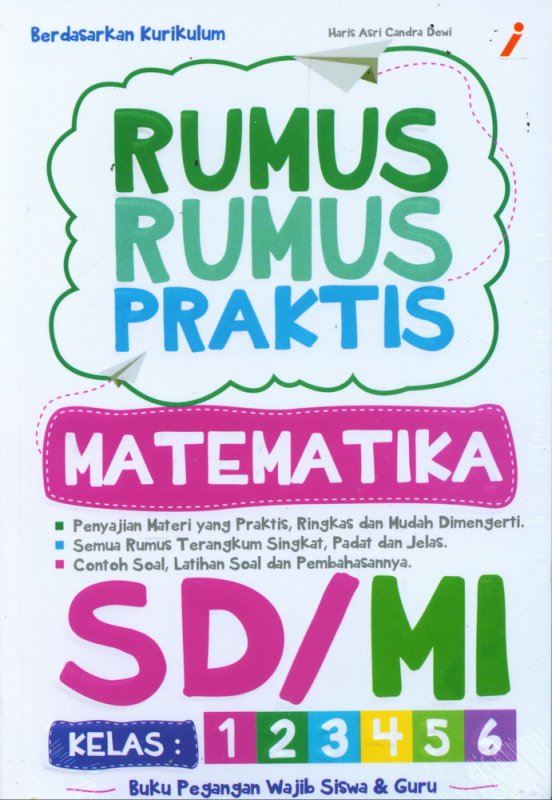 Berdasarkan Kurikulum
Haris Asri Candra Dewi
RUMUS
RUMUS
PRAKTIS
MATEMATIKA
Penyajian Materi yang Praktis, Ringkas dan Mudah Dimengerti.
Semua Rumus Terangkum Singkat, Padat dan Jelas.
Contoh Soal, Latihan Soal dan Pembahasannya.
SD/MI
KELAS : 1 2 3 4 5 6
Buku Pegangan Wajib Siswa & Guru